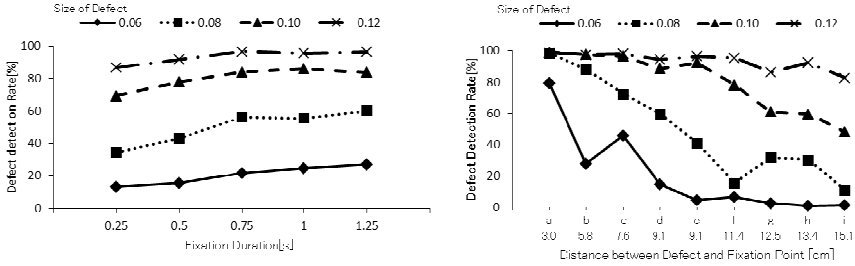 Size of Defect
0.06 0.08 0.10 0.12
Defect detection Rate[%]
100
80
60
40
20
0
0.25 0.5 0.75 1 1.25
Fixation Duration[s]
Size of Defect
0.06 0.08 0.10 0.12
Defect Detection Rate[%]
100
80
60
40
20
0
a b c d e f g h i
3.0 5.8 7.6 9.1 9.1 11.4 12.5 13.4 15.1
Distance between Defect and Fixation Point [cm]